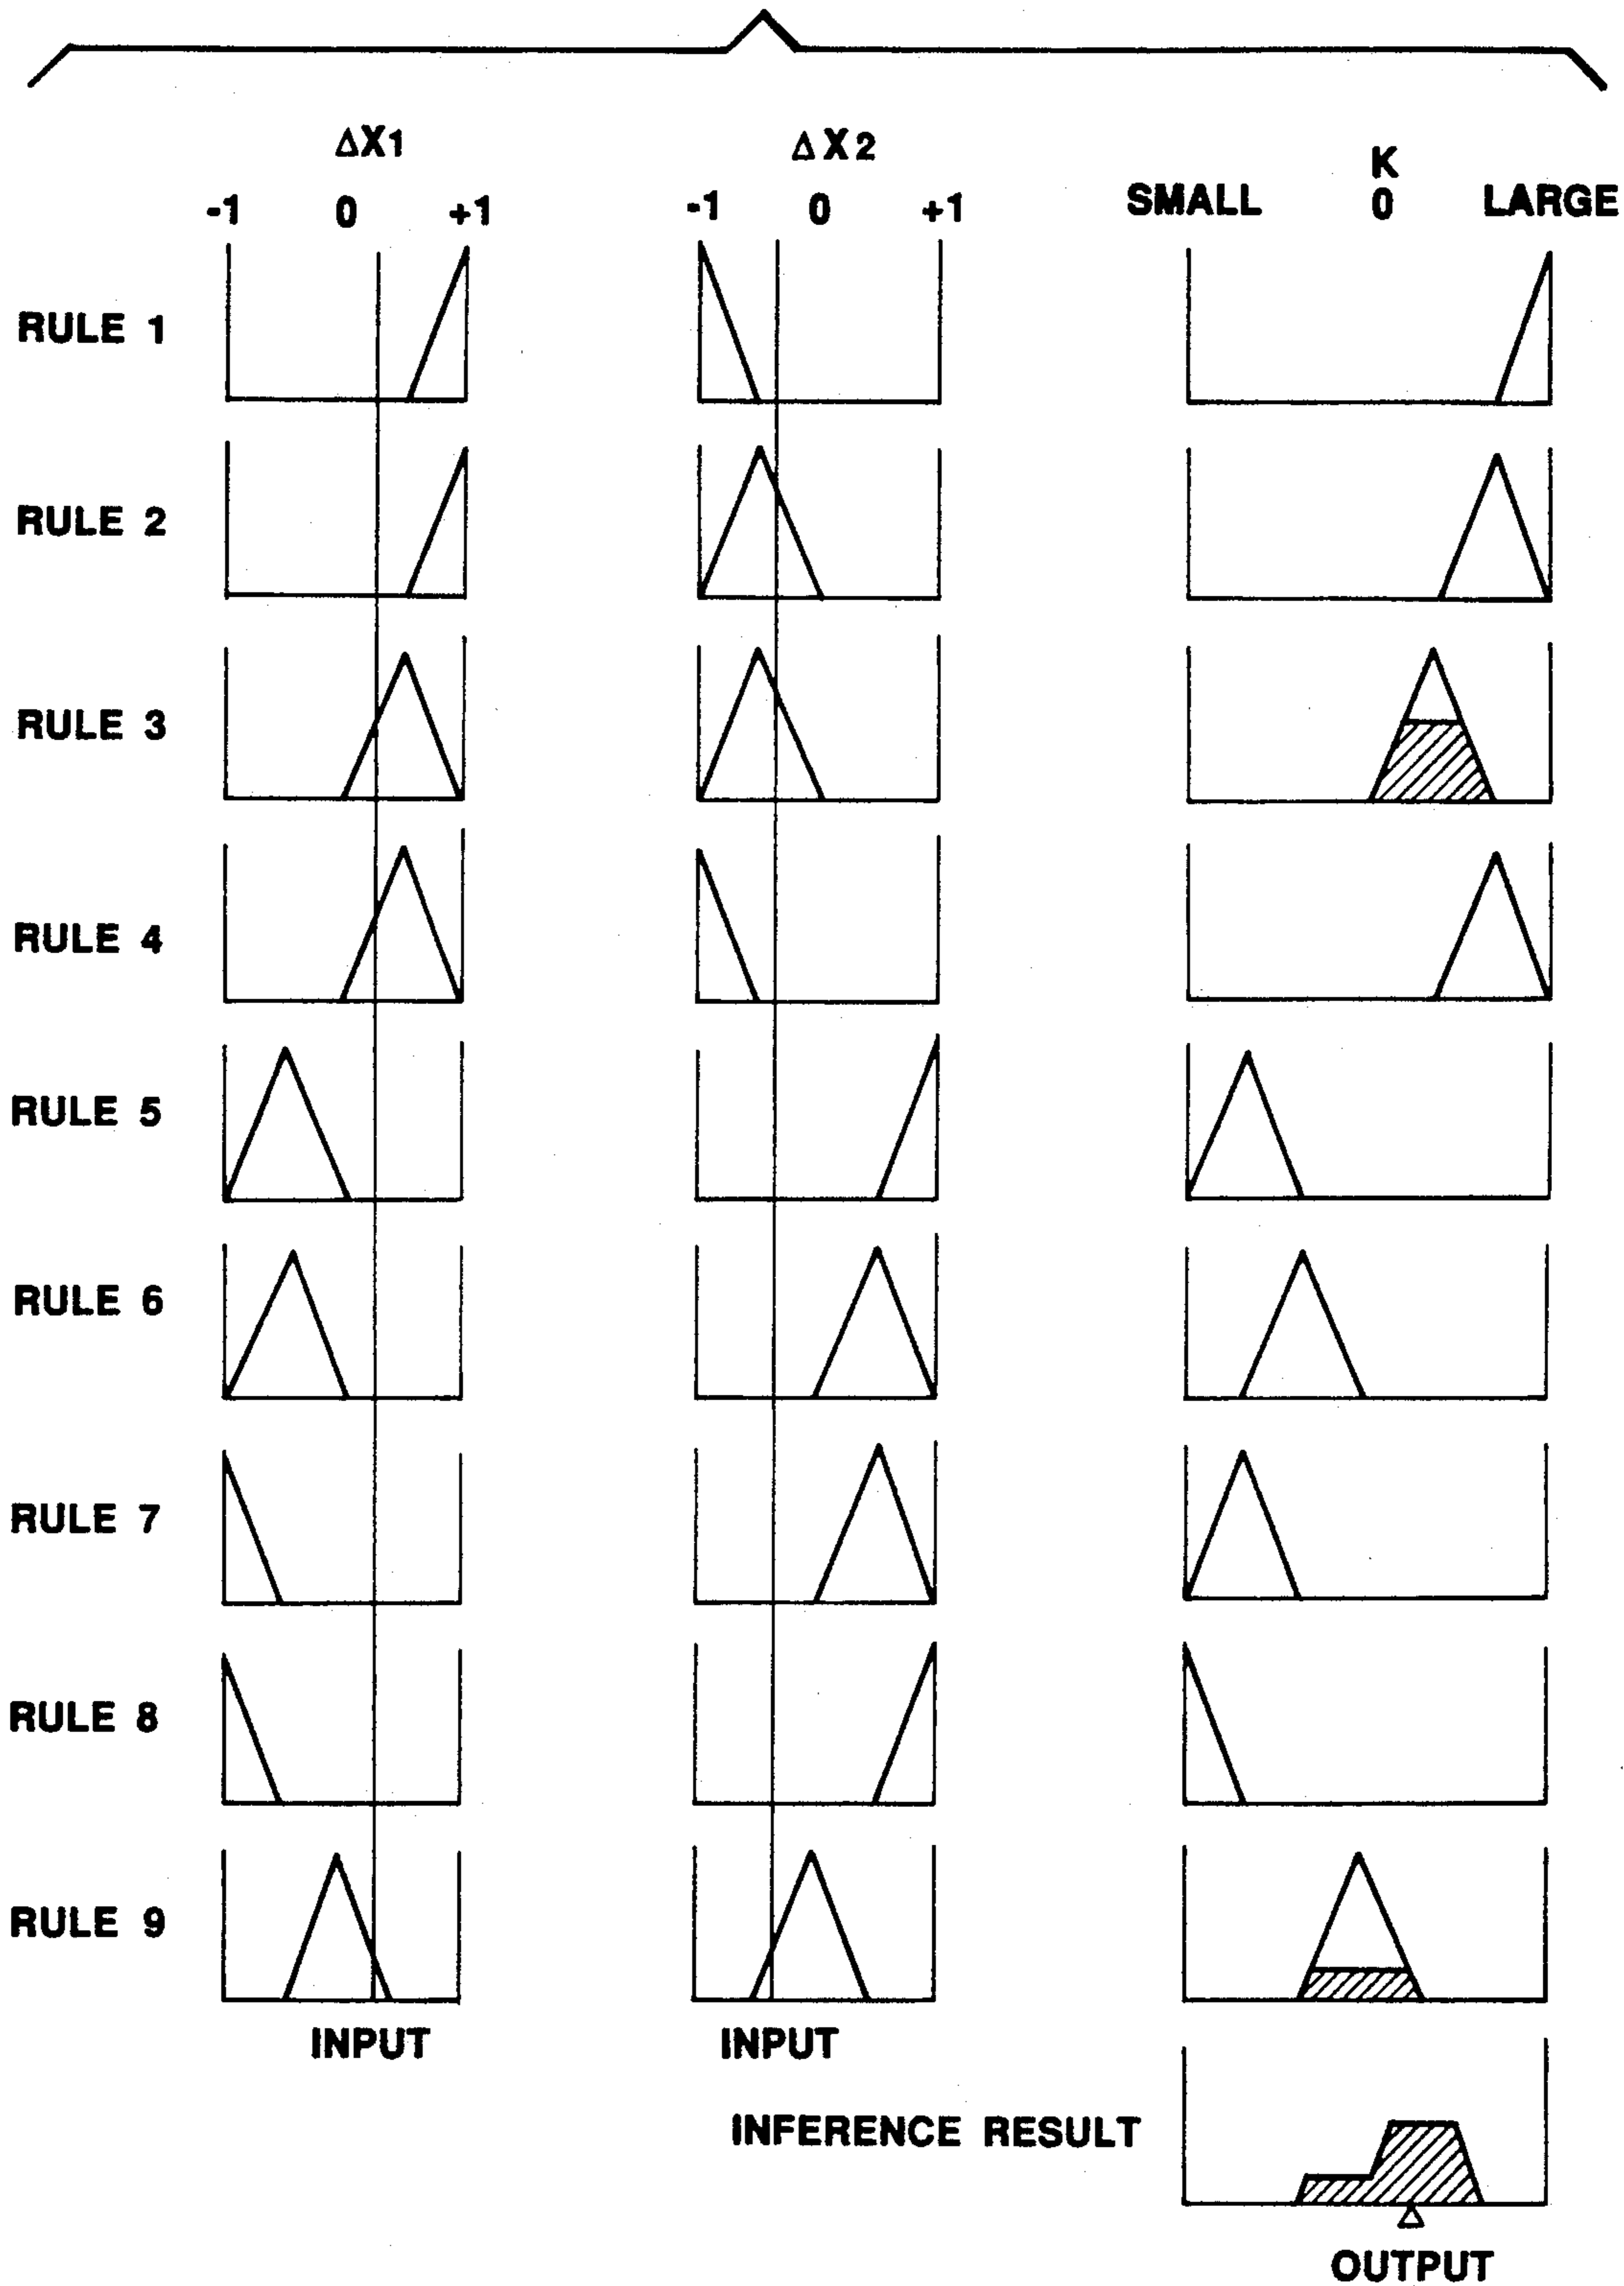 ΔX1 ΔX2 K
-1 0 +1 -1 0 +1 SMALL 0 LARGE
RULE 1
RULE 2
RULE 3
RULE 4
RULE 5
RULE 6
RULE 7
RULE 8
RULE 9
INPUT INPUT
INFERENCE RESULT
OUTPUT